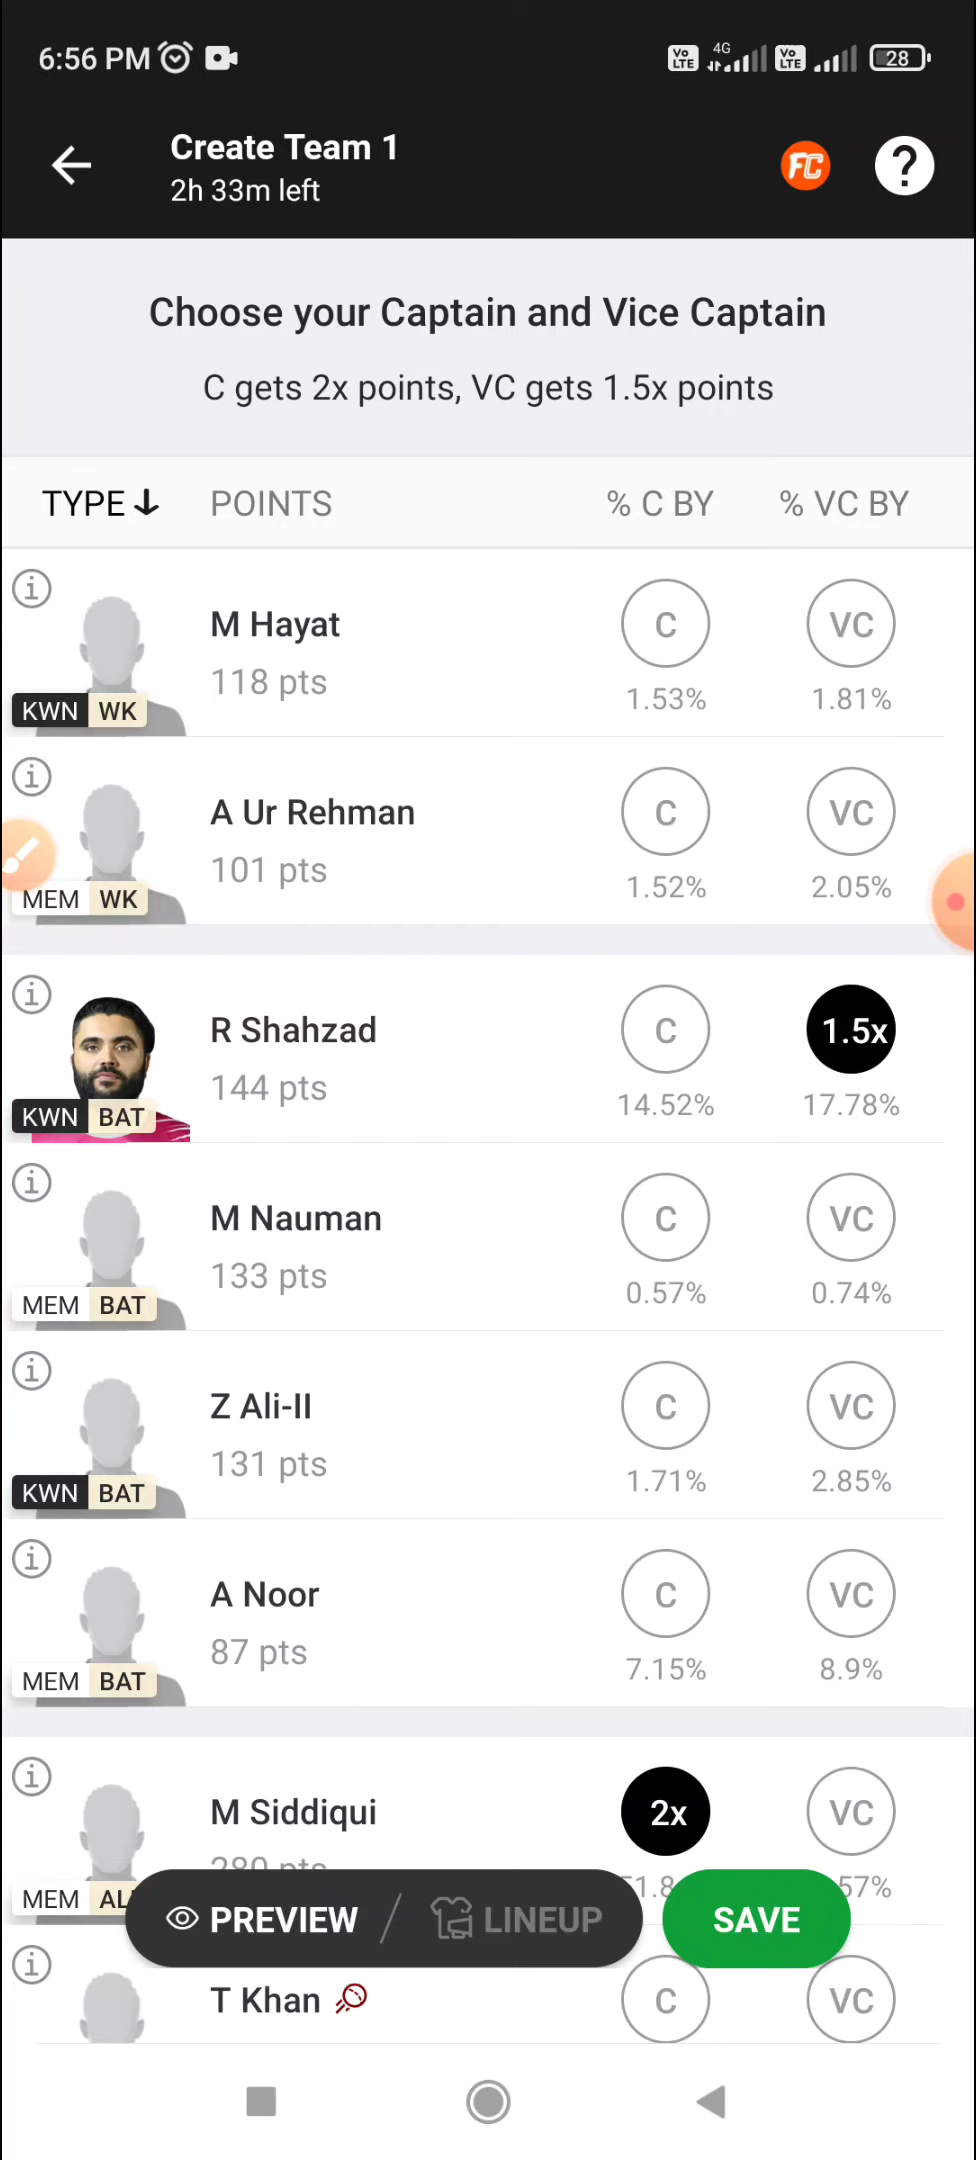 6:56 PM
Vo LTE 4G Vo LTE 28
Create Team 1
2h 33m left
FC
?
Choose your Captain and Vice Captain
C gets 2x points, VC gets 1.5x points
TYPE POINTS % C BY % VC BY
M Hayat C VC
118 pts 1.53% 1.81%
KWN WK
A Ur Rehman C VC
101 pts 1.52% 2.05%
MEM WK
R Shahzad C 1.5x
144 pts 14.52% 17.78%
KWN BAT
M Nauman C VC
133 pts 0.57% 0.74%
MEM BAT
Z Ali-II C VC
131 pts 1.71% 2.85%
KWN BAT
A Noor C VC
87 pts 7.15% 8.9%
MEM BAT
M Siddiqui 2x VC
MEM
PREVIEW / LINEUP SAVE
T Khan C VC